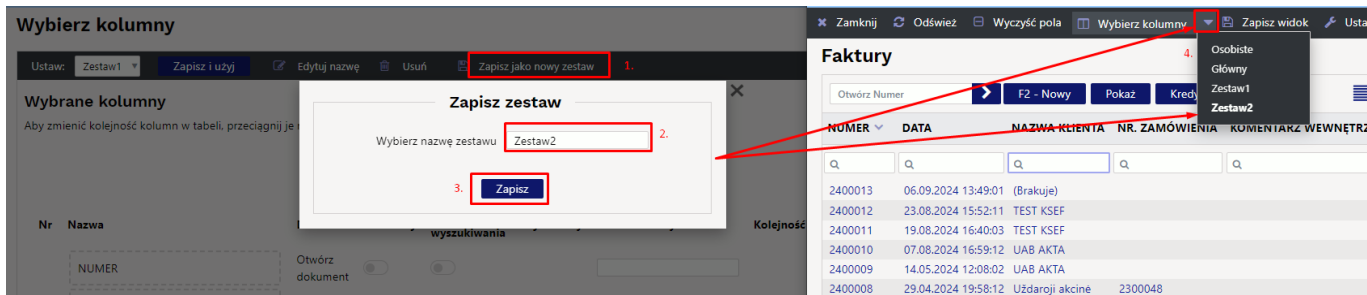 Wybierz kolumny
Ustaw: Zestaw1 Zapisz i użyj Edytuj nazwę Usuń Zapisz jako nowy zestaw 1.
Wybrane kolumny
Aby zmienić kolejność kolumn w tabeli, przeciągnij je
Zapisz zestaw
Wybierz nazwę zestawu Zestaw2 2.
3. Zapisz
Nr Nazwa wyszukiwania Kolejność
NUMER Otwórz dokument
Zamknij Odśwież Wyczyść pola Wybierz kolumny Zapisz widok Usta
Faktury 4.
Osobiste
Główny
Zestaw1
Zestaw2
Otwórz Numer F2 - Nowy Pokaż Kredy
NUMER DATA NAZWA KLIENTA NR. ZAMÓWIENIA KOMENTARZ WEWNĘTRZ
2400013 06.09.2024 13:49:01 (Brakuje)
2400012 23.08.2024 15:52:11 TEST KSEF
2400011 19.08.2024 16:40:03 TEST KSEF
2400010 07.08.2024 16:59:12 UAB AKTA
2400009 14.05.2024 12:08:02 UAB AKTA
2400008 29.04.2024 19:58:12 Uždaroji akcinė 2300048